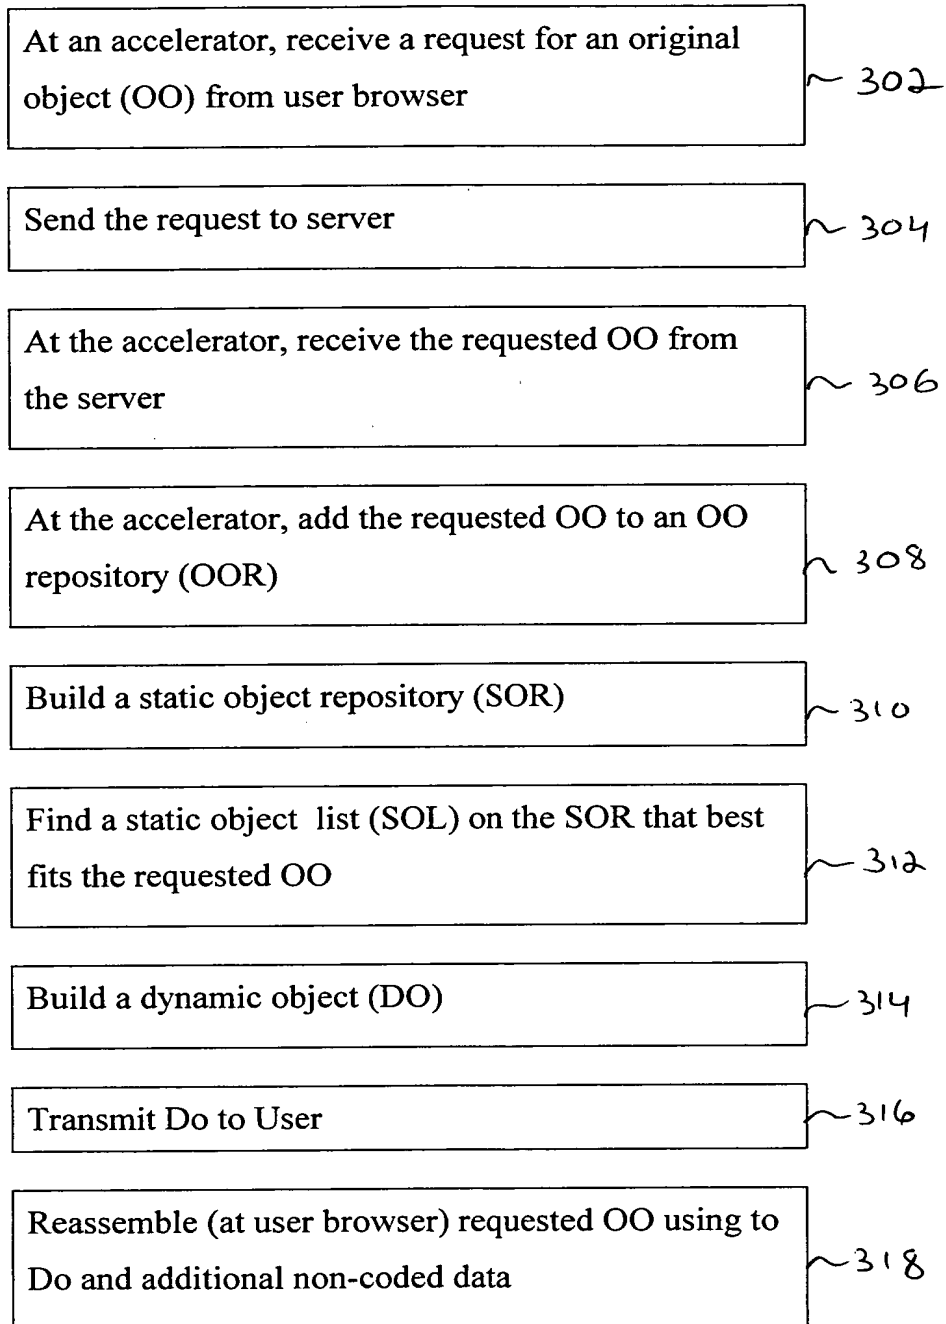 At an accelerator, receive a request for an original
object (OO) from user browser
302
Send the request to server
304
At the accelerator, receive the requested OO from
the server
306
At the accelerator, add the requested OO to an OO
repository (OOR)
308
Build a static object repository (SOR)
310
Find a static object list (SOL) on the SOR that best
fits the requested OO
312
Build a dynamic object (DO)
314
Transmit Do to User
316
Reassemble (at user browser) requested OO using to
Do and additional non-coded data
318